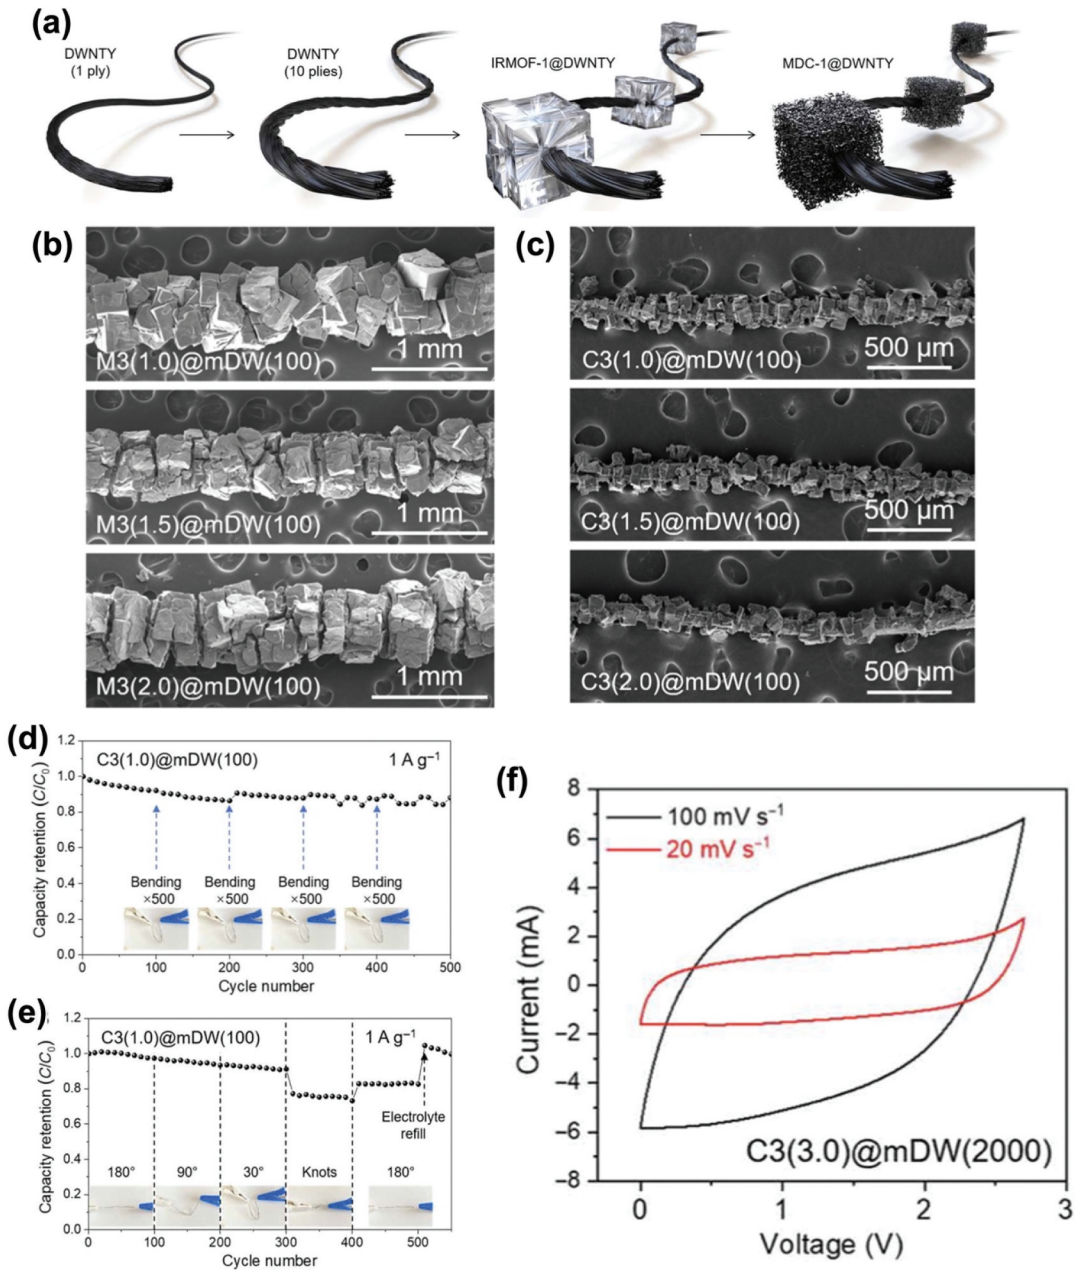 (a)
DWNTY
(1 ply)
DWNTY
(10 plies)
IRMOF-1@DWNTY
MDC-1@DWNTY
(b)
M3(1.0)@mDW(100)
1 mm
M3(1.5)@mDW(100)
1 mm
M3(2.0)@mDW(100)
1 mm
(c)
C3(1.0)@mDW(100)
500 µm
C3(1.5)@mDW(100)
500 µm
C3(2.0)@mDW(100)
500 µm
(d)
Capacity retention (C/C₀)
1.2
1.0
0.8
0.6
0.4
0.2
0.0
C3(1.0)@mDW(100)
1 A g⁻¹
Bending
×500
Bending
×500
Bending
×500
Bending
×500
0 100 200 300 400 500
Cycle number
(e)
Capacity retention (C/C₀)
1.2
1.0
0.8
0.6
0.4
0.2
0.0
C3(1.0)@mDW(100)
1 A g⁻¹
Electrolyte
refill
180° 90° 30° Knots 180°
0 100 200 300 400 500
Cycle number
(f)
Current (mA)
8
6
4
2
0
−2
−4
−6
−8
100 mV s⁻¹
20 mV s⁻¹
C3(3.0)@mDW(2000)
0 1 2 3
Voltage (V)